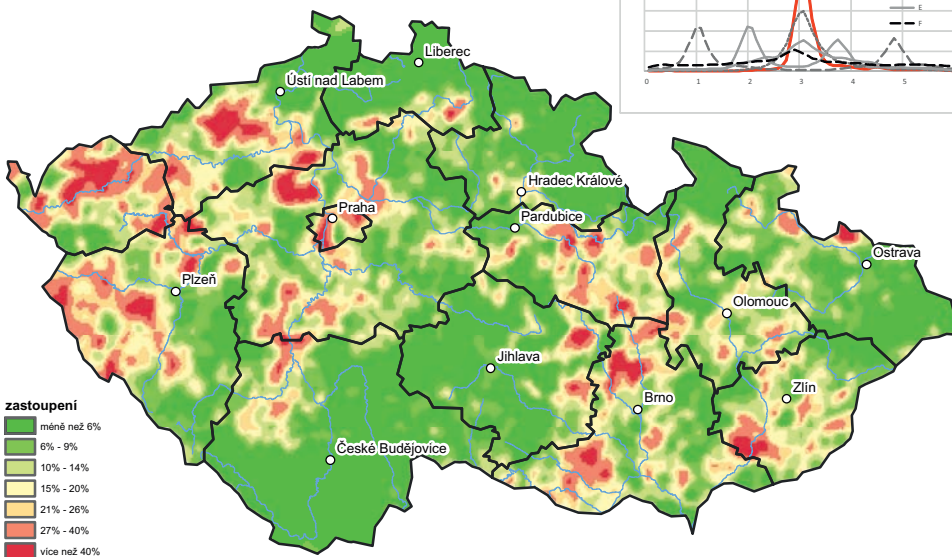 E
F
0 1 2 3 4 5
Liberec
Ústí nad Labem
Hradec Králové
Praha
Pardubice
Ostrava
Plzeň
Olomouc
Jihlava
Zlín
Brno
České Budějovice
zastoupení
méně než 6%
6% - 9%
10% - 14%
15% - 20%
21% - 26%
27% - 40%
více než 40%